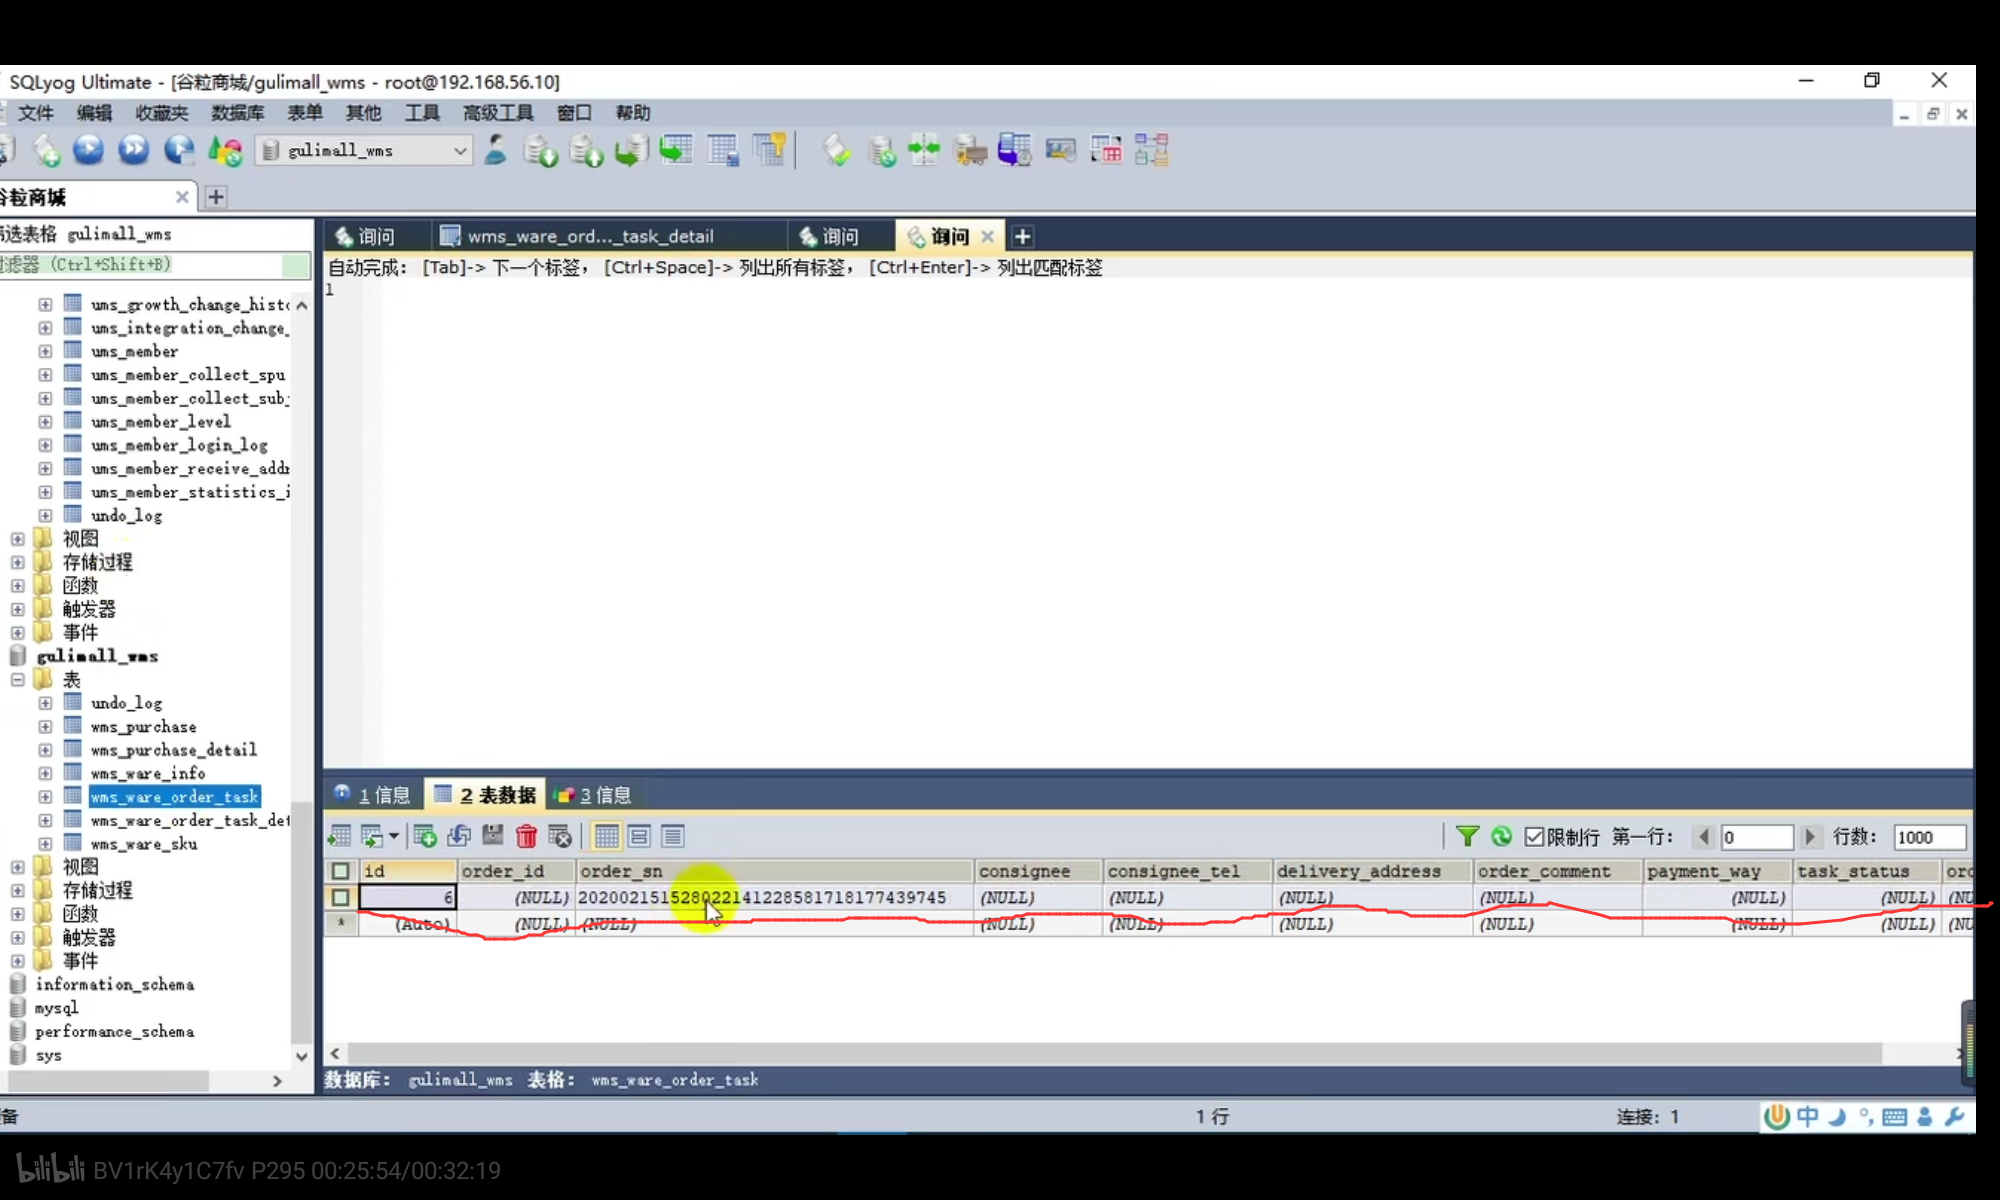 SQLyog Ultimate - [谷粒商城/gulimall_wms - root@192.168.56.10]
文件 编辑 收藏夹 数据库 表单 其他 工具 高级工具 窗口 帮助
gulimall_wms
谷粒商城
筛选表格 gulimall_wms
过滤器 (Ctrl+Shift+B)
ums_growth_change_histo
ums_integration_change_
ums_member
ums_member_collect_spu
ums_member_collect_subj
ums_member_level
ums_member_login_log
ums_member_receive_addr
ums_member_statistics_i
undo_log
视图
存储过程
函数
触发器
事件
gulimall_wms
表
undo_log
wms_purchase
wms_purchase_detail
wms_ware_info
wms_ware_order_task
wms_ware_order_task_det
wms_ware_sku
视图
存储过程
函数
触发器
事件
information_schema
mysql
performance_schema
sys
询问 wms_ware_ord..._task_detail 询问 询问
自动完成: [Tab]-> 下一个标签, [Ctrl+Space]-> 列出所有标签, [Ctrl+Enter]-> 列出匹配标签
1
1 信息 2 表数据 3 信息
限制行 第一行: 0 行数: 1000
id order_id order_sn consignee consignee_tel delivery_address order_comment payment_way task_status ord
6 (NULL) 202002151528022141228581718177439745 (NULL) (NULL) (NULL) (NULL) (NULL) (NULL) (NU
* (Auto) (NULL) (NULL) (NULL) (NULL) (NULL) (NULL) (NULL) (NULL) (NU
数据库: gulimall_wms 表格: wms_ware_order_task
备 1 行 连接: 1 中
bilibili BV1rK4y1C7fv P295 00:25:54/00:32:19